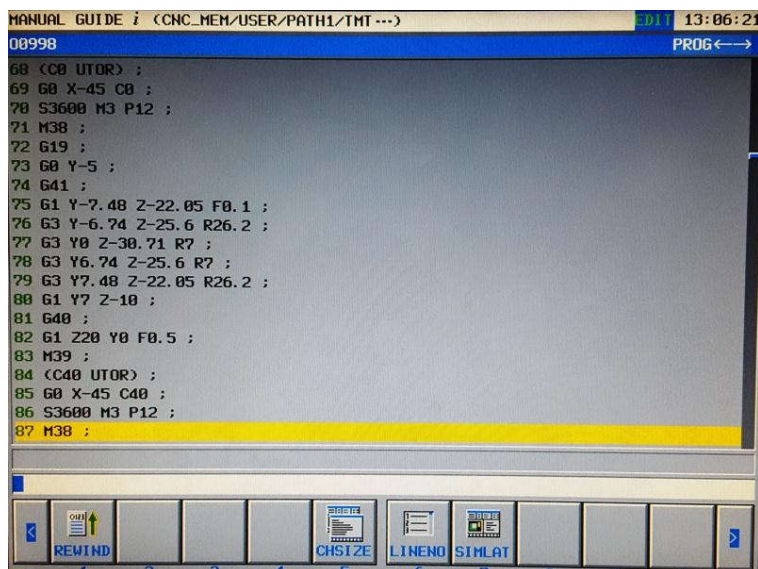 MANUAL GUIDE i (CNC_MEM/USER/PATH1/TMT···) EDIT 13:06:21
O0998 PROG←→
68 (C0 UTOR) ;
69 G0 X-45 C0 ;
70 S3600 M3 P12 ;
71 M38 ;
72 G19 ;
73 G0 Y-5 ;
74 G41 ;
75 G1 Y-7.48 Z-22.05 F0.1 ;
76 G3 Y-6.74 Z-25.6 R26.2 ;
77 G3 Y0 Z-30.71 R7 ;
78 G3 Y6.74 Z-25.6 R7 ;
79 G3 Y7.48 Z-22.05 R26.2 ;
80 G1 Y7 Z-10 ;
81 G40 ;
82 G1 Z20 Y0 F0.5 ;
83 M39 ;
84 (C40 UTOR) ;
85 G0 X-45 C40 ;
86 S3600 M3 P12 ;
87 M38 ;
< REWIND CHSIZE LINENO SIMLAT >